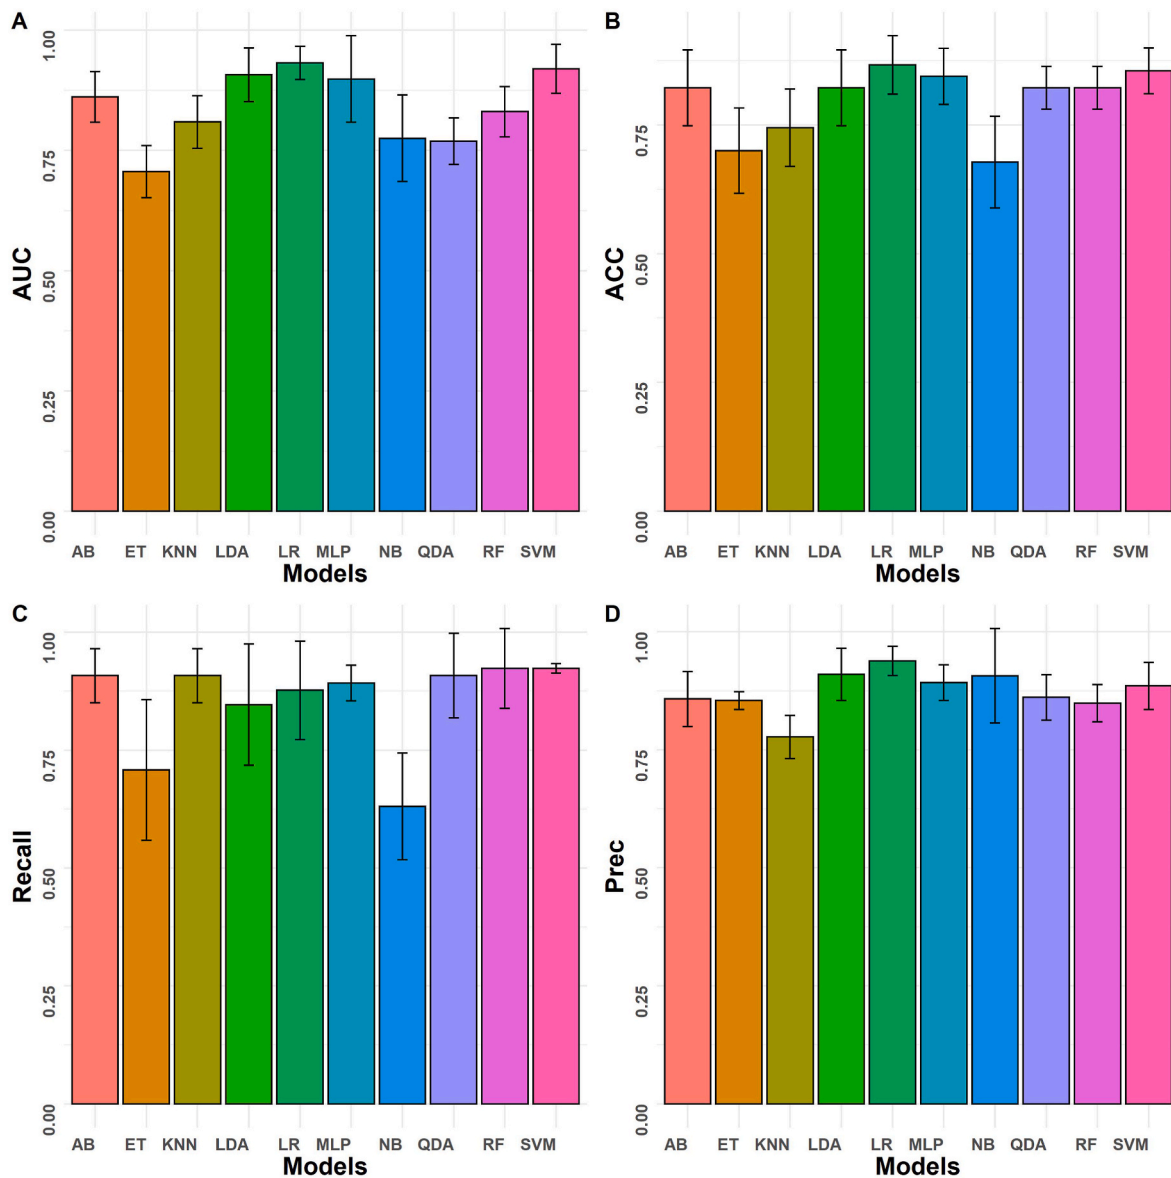 A
AUC
1.00
0.75
0.50
0.25
0.00
AB ET KNN LDA LR MLP NB QDA RF SVM
Models
B
ACC
0.75
0.50
0.25
0.00
AB ET KNN LDA LR MLP NB QDA RF SVM
Models
C
Recall
1.00
0.75
0.50
0.25
0.00
AB ET KNN LDA LR MLP NB QDA RF SVM
Models
D
Prec
1.00
0.75
0.50
0.25
0.00
AB ET KNN LDA LR MLP NB QDA RF SVM
Models